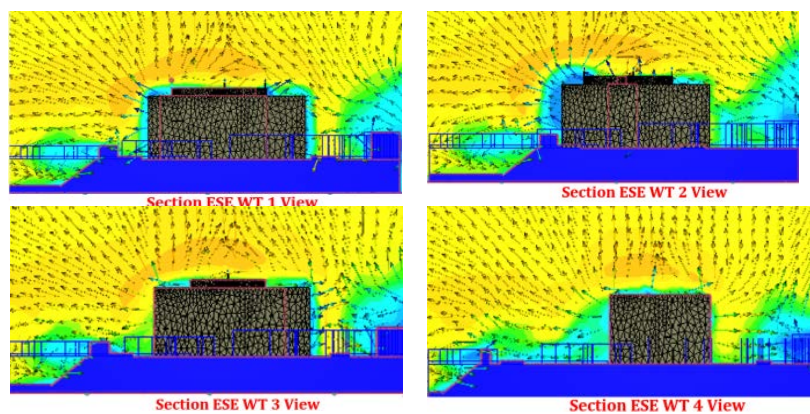 Section ESE WT 1 View
Section ESE WT 2 View
Section ESE WT 3 View
Section ESE WT 4 View